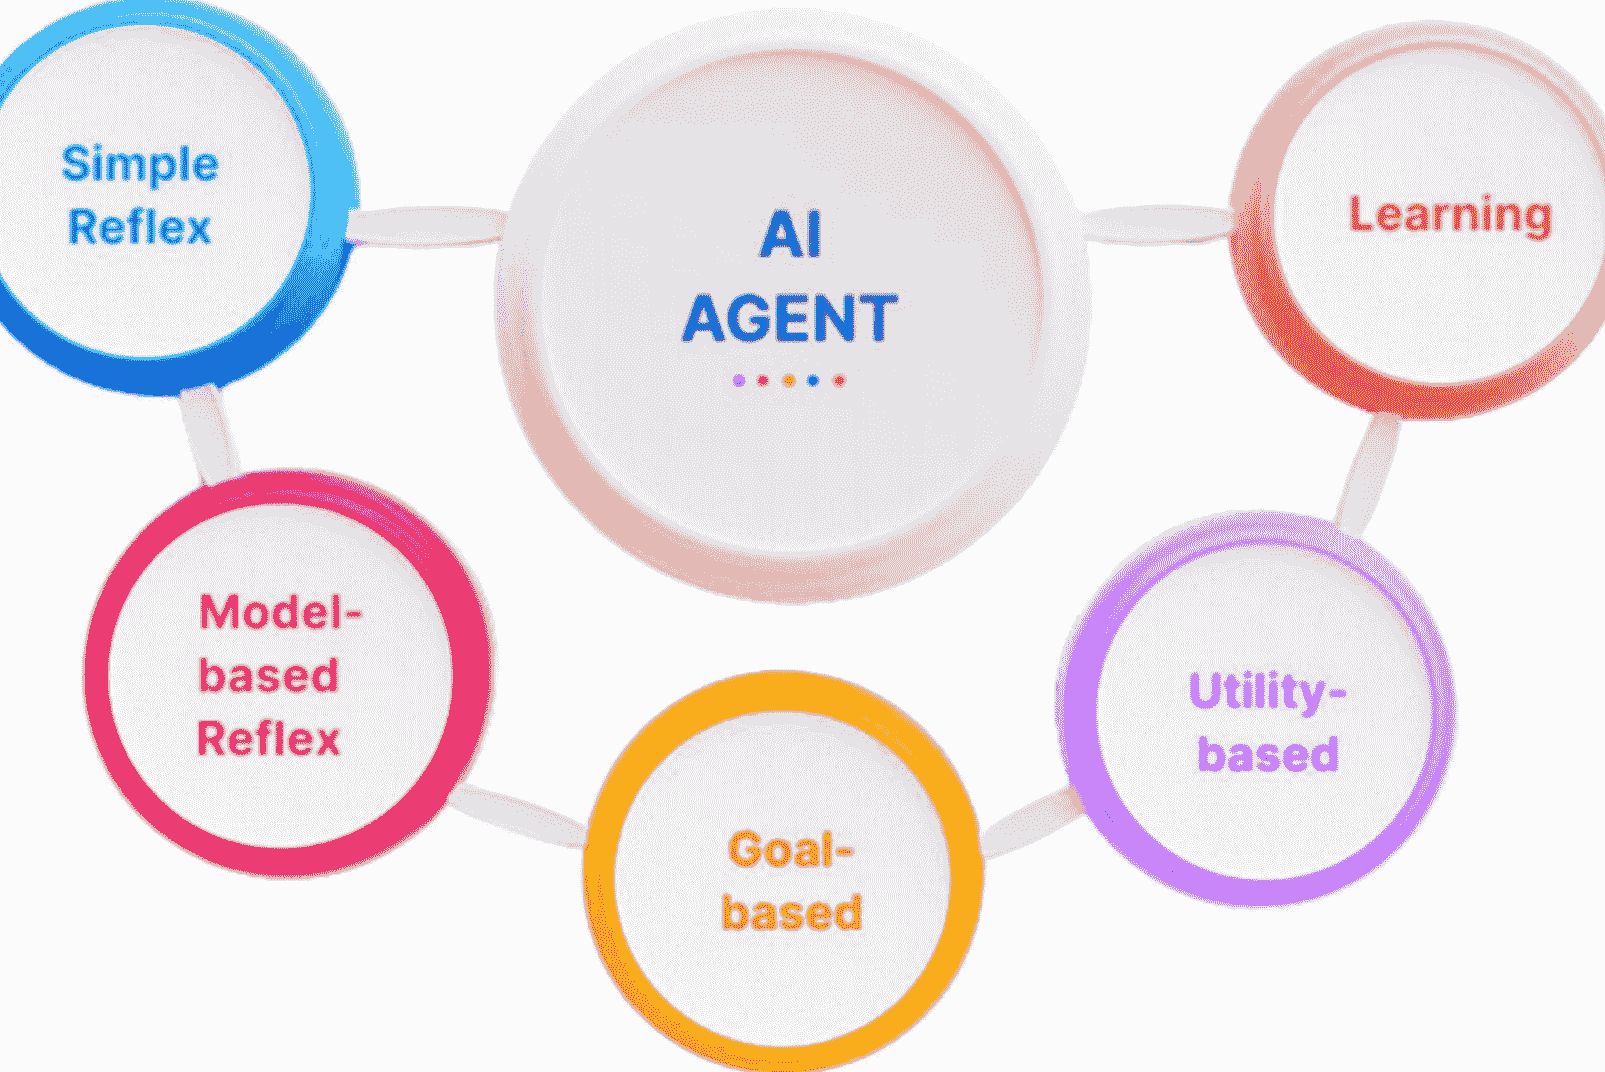 AI
AGENT
Simple
Reflex
Model-
based
Reflex
Goal-
based
Utility-
based
Learning